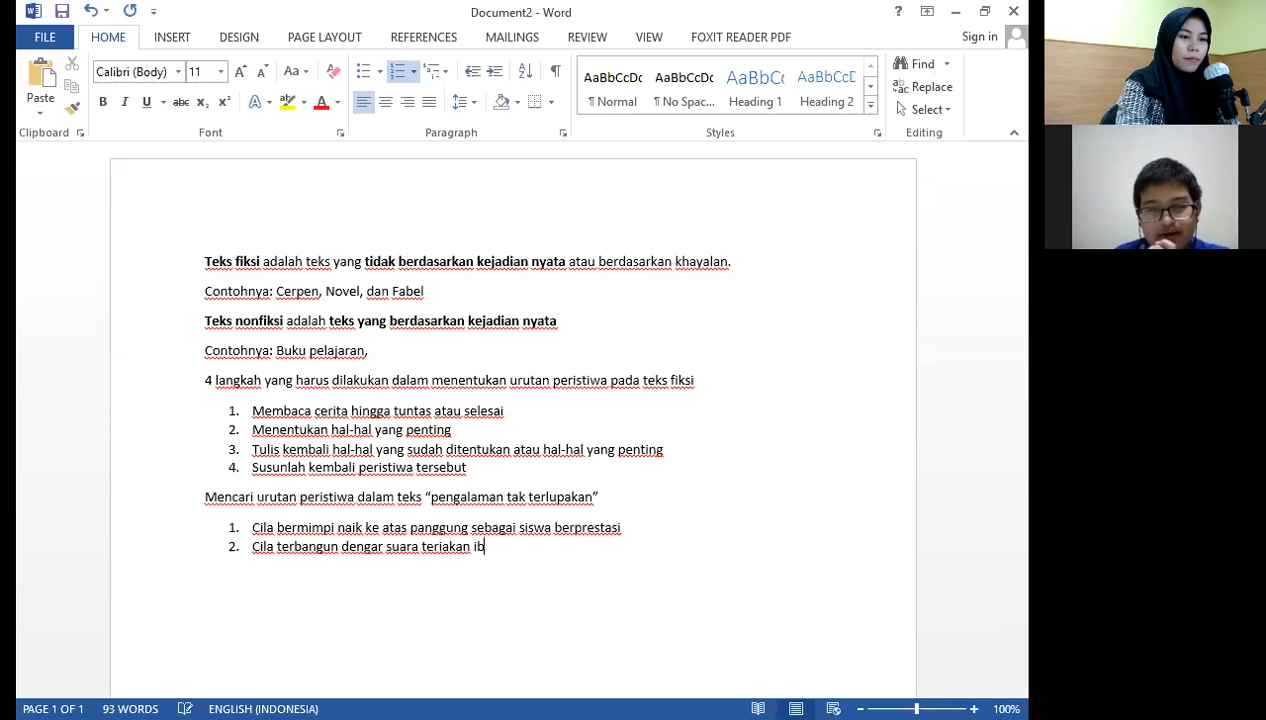 Document2 - Word
FILE
HOME
INSERT
DESIGN
PAGE LAYOUT
REFERENCES
MAILINGS
REVIEW
VIEW
FOXIT READER PDF
Sign in
Paste
Calibri (Body)
11
Clipboard
Font
Paragraph
AaBbCcDc
¶ Normal
AaBbCcDc
¶ No Spac...
AaBbC(
Heading 1
AaBbCc[
Heading 2
Styles
Find
Replace
Select
Editing
Teks fiksi adalah teks yang tidak berdasarkan kejadian nyata atau berdasarkan khayalan.
Contohnya: Cerpen, Novel, dan Fabel
Teks nonfiksi adalah teks yang berdasarkan kejadian nyata
Contohnya: Buku pelajaran,
4 langkah yang harus dilakukan dalam menentukan urutan peristiwa pada teks fiksi
1. Membaca cerita hingga tuntas atau selesai
2. Menentukan hal-hal yang penting
3. Tulis kembali hal-hal yang sudah ditentukan atau hal-hal yang penting
4. Susunlah kembali peristiwa tersebut
Mencari urutan peristiwa dalam teks “pengalaman tak terlupakan”
1. Cila bermimpi naik ke atas panggung sebagai siswa berprestasi
2. Cila terbangun dengar suara teriakan ib
PAGE 1 OF 1
93 WORDS
ENGLISH (INDONESIA)
100%